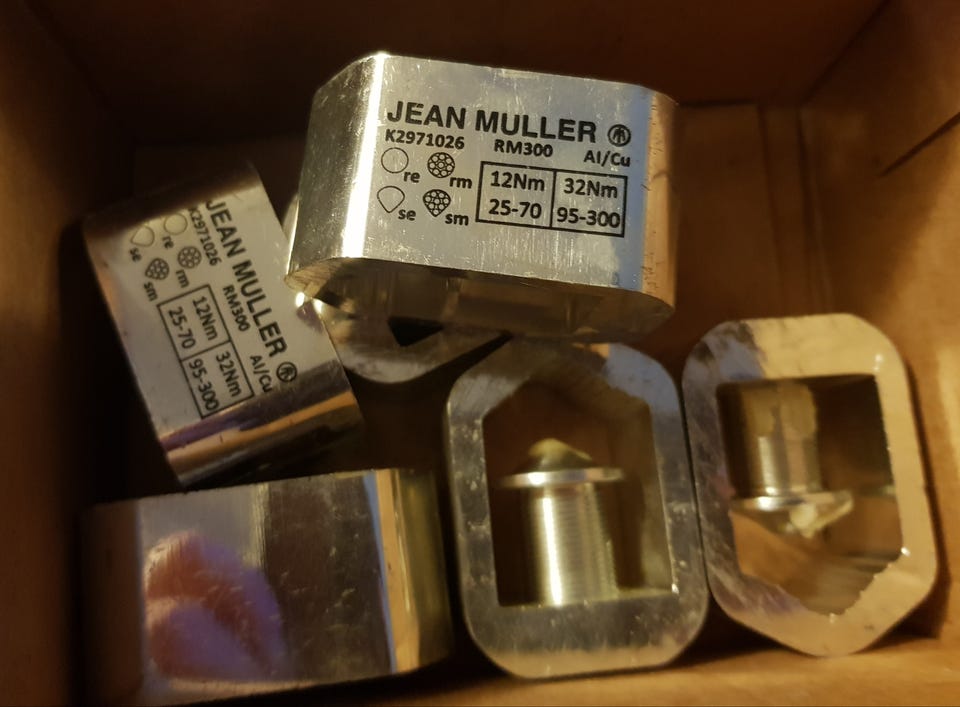 JEAN MULLER
K2971026 RM300 Al/Cu
re rm 12Nm 32Nm
se sm 25-70 95-300
JEAN MULLER
K2971026 RM300 Al/Cu
re rm 12Nm 32Nm
se sm 25-70 95-300